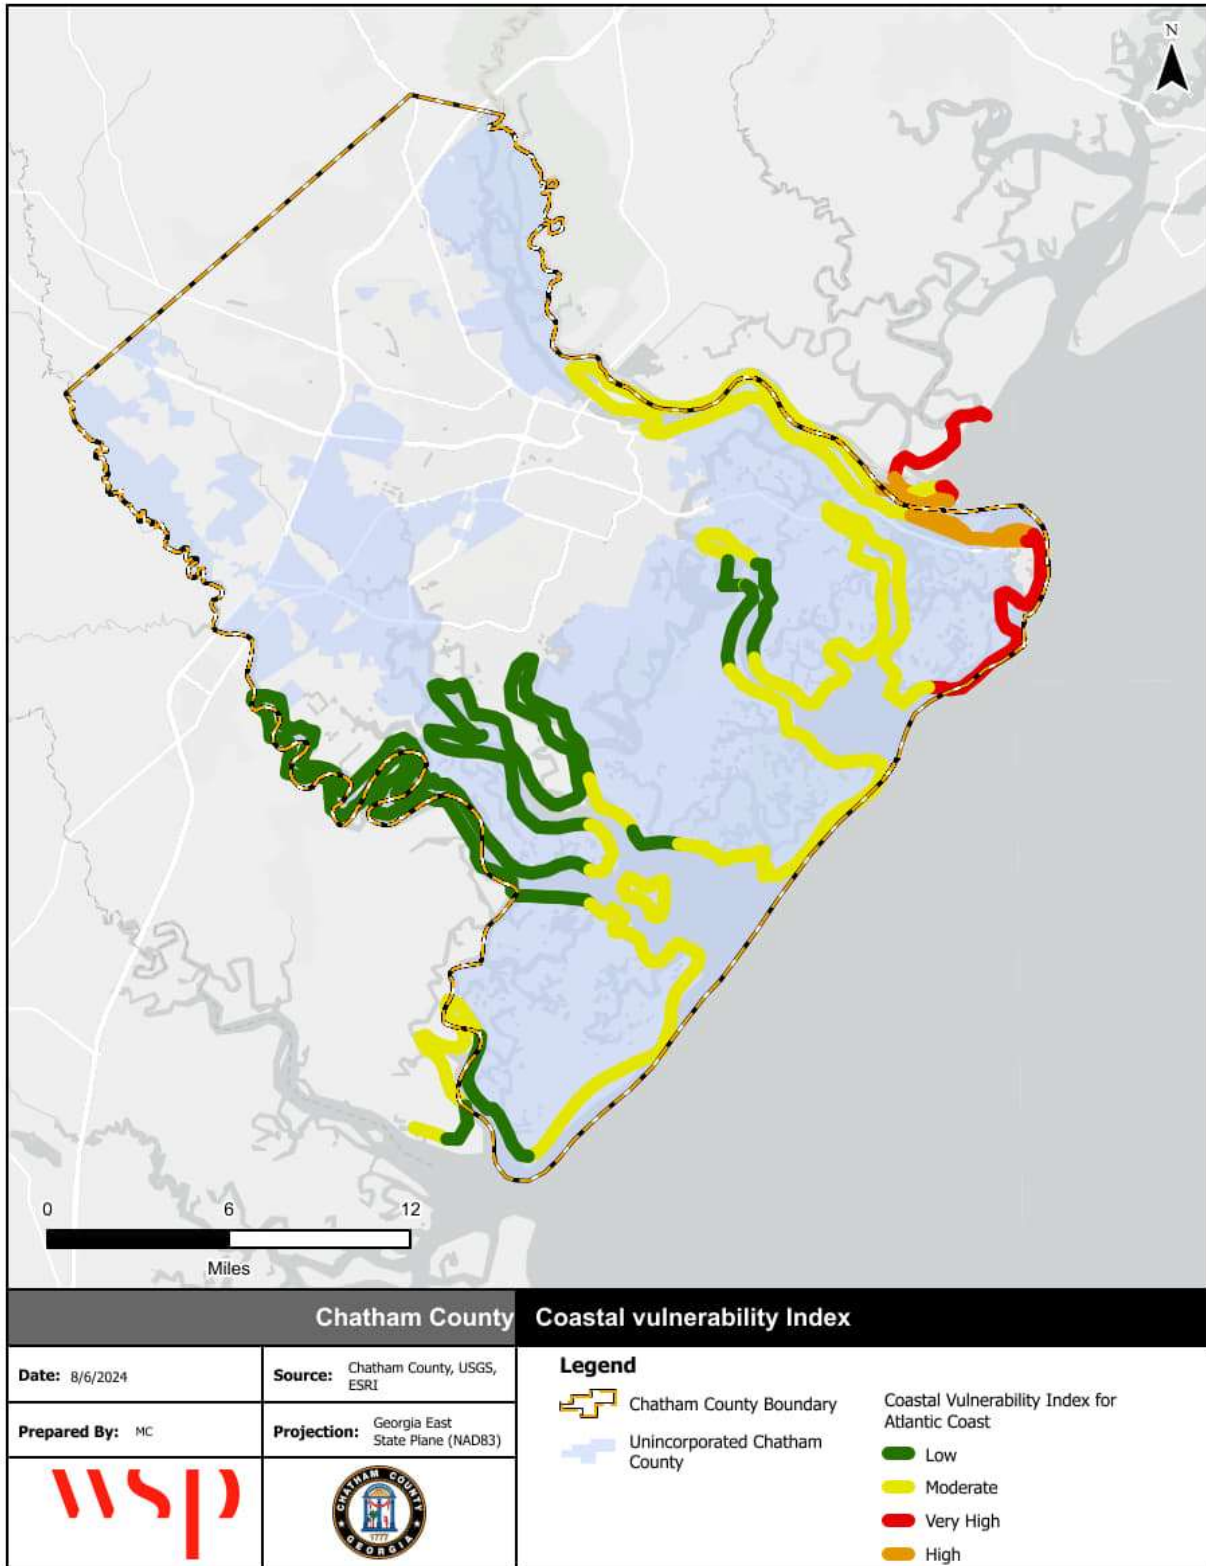 N
0 6 12
Miles
Chatham County Coastal vulnerability Index
Date: 8/6/2024
Source: Chatham County, USGS,
ESRI
Prepared By: MC
Projection: Georgia East
State Plane (NAD83)
wsp
CHATHAM COUNTY
1777
GEORGIA
Legend
Chatham County Boundary
Unincorporated Chatham
County
Coastal Vulnerability Index for
Atlantic Coast
Low
Moderate
Very High
High